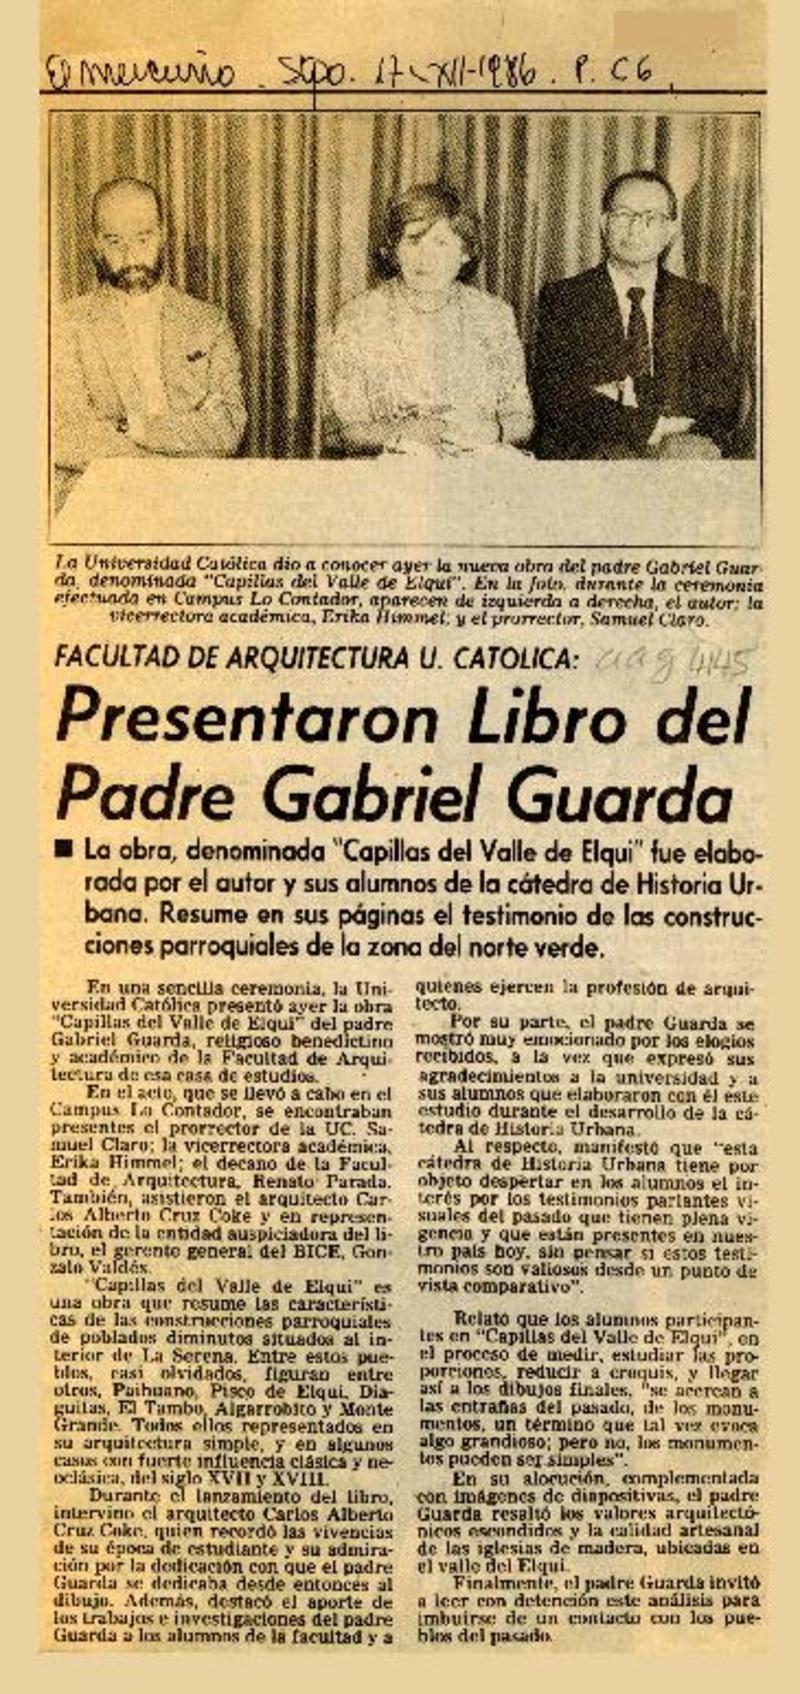 El Mercurio. Stgo. 17-XII-1986. P. C6
La Universidad Católica dio a conocer ayer la nueva obra del padre Gabriel Guar-
da, denominada "Capillas del Valle de Elqui". En la foto, durante la ceremonia
efectuada en Campus Lo Contador, aparecen de izquierda a derecha, el autor; la
vicerrectora académica, Erika Himmel; y el prorrector, Samuel Claro.
FACULTAD DE ARQUITECTURA U. CATOLICA:
Presentaron Libro del
Padre Gabriel Guarda
■ La obra, denominada "Capillas del Valle de Elqui" fue elabo-
rada por el autor y sus alumnos de la cátedra de Historia Ur-
bana. Resume en sus páginas el testimonio de las construc-
ciones parroquiales de la zona del norte verde.
En una sencilla ceremonia, la Uni-
versidad Católica presentó ayer la obra
"Capillas del Valle de Elqui" del padre
Gabriel Guarda, religioso benedictino
y académico de la Facultad de Arqui-
tectura de esa casa de estudios.
En el acto, que se llevó a cabo en el
Campus Lo Contador, se encontraban
presentes el prorrector de la UC. Sa-
muel Claro; la vicerrectora académica,
Erika Himmel; el decano de la Facul-
tad de Arquitectura, Renato Parada.
También, asistieron el arquitecto Car-
los Alberto Cruz Coke y en represen-
tación de la entidad auspiciadora del li-
bro, el gerente general del BICE, Gon-
zalo Valdés.
"Capillas del Valle de Elqui" es
una obra que resume las característi-
cas de las construcciones parroquiales
de poblados diminutos situados al in-
terior de La Serena. Entre estos pue-
blos, casi olvidados, figuran entre
otros, Paihuano, Pisco de Elqui, Dia-
guitas, El Tambo, Algarrobito y Monte
Grande. Todos ellos representados en
su arquitectura simple, y en algunos
casos con fuerte influencia clásica y ne-
oclásica, del siglo XVII y XVIII.
Durante el lanzamiento del libro,
intervino el arquitecto Carlos Alberto
Cruz Coke, quien recordó las vivencias
de su época de estudiante y su admira-
ción por la dedicación con que el padre
Guarda se dedicaba desde entonces al
dibujo. Además, destacó el aporte de
los trabajos e investigaciones del padre
Guarda a los alumnos de la facultad y a
quienes ejercen la profesión de arqui-
tecto.
Por su parte, el padre Guarda se
mostró muy emocionado por los elogios
recibidos, a la vez que expresó sus
agradecimientos a la universidad y a
sus alumnos que elaboraron con él este
estudio durante el desarrollo de la cá-
tedra de Historia Urbana.
Al respecto, manifestó que "esta
cátedra de Historia Urbana tiene por
objeto despertar en los alumnos el in-
terés por los testimonios parlantes vi-
suales del pasado que tienen plena vi-
gencia y que están presentes en nues-
tro país hoy, sin pensar si estos testi-
monios son valiosos desde un punto de
vista comparativo".
Relató que los alumnos participan-
tes en "Capillas del Valle de Elqui", en
el proceso de medir, estudiar las pro-
porciones, reducir a croquis, y llegar
así a los dibujos finales, "se acercan a
las entrañas del pasado, de los monu-
mentos, un término que tal vez evoca
algo grandioso; pero no, los monumen-
tos pueden ser simples".
En su alocución, complementada
con imágenes de diapositivas, el padre
Guarda resaltó los valores arquitectó-
nicos escondidos y la calidad artesanal
de las iglesias de madera, ubicadas en
el valle del Elqui.
Finalmente, el padre Guarda invitó
a leer con detención este análisis para
imbuirse de un contacto con los pue-
blos del pasado.